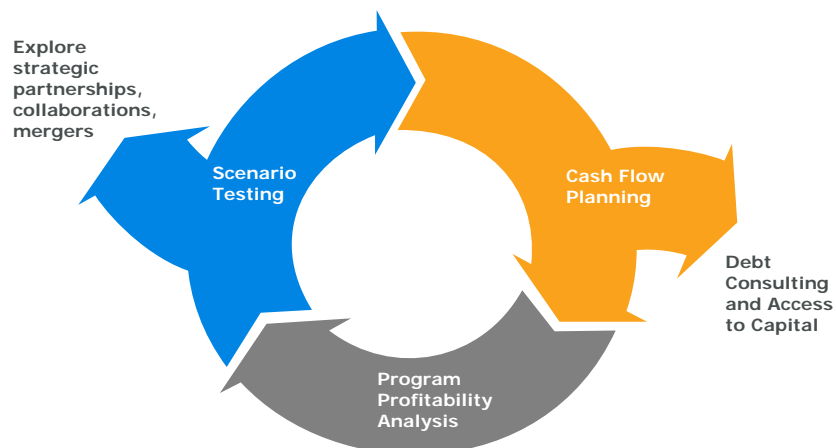 Explore
strategic
partnerships,
collaborations,
mergers
Scenario
Testing
Cash Flow
Planning
Debt
Consulting
and Access
to Capital
Program
Profitability
Analysis